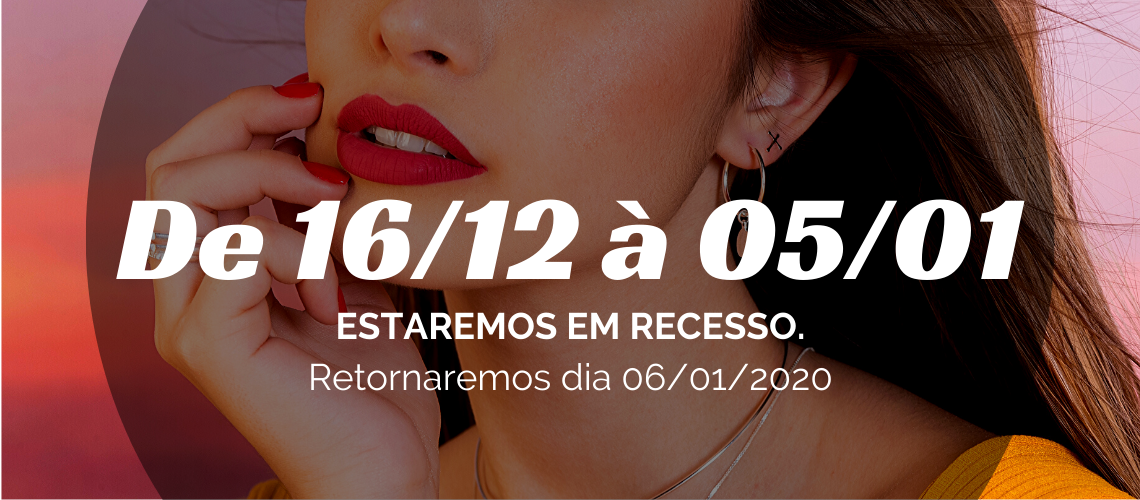 De 16/12 à 05/01
ESTAREMOS EM RECESSO.
Retornaremos dia 06/01/2020